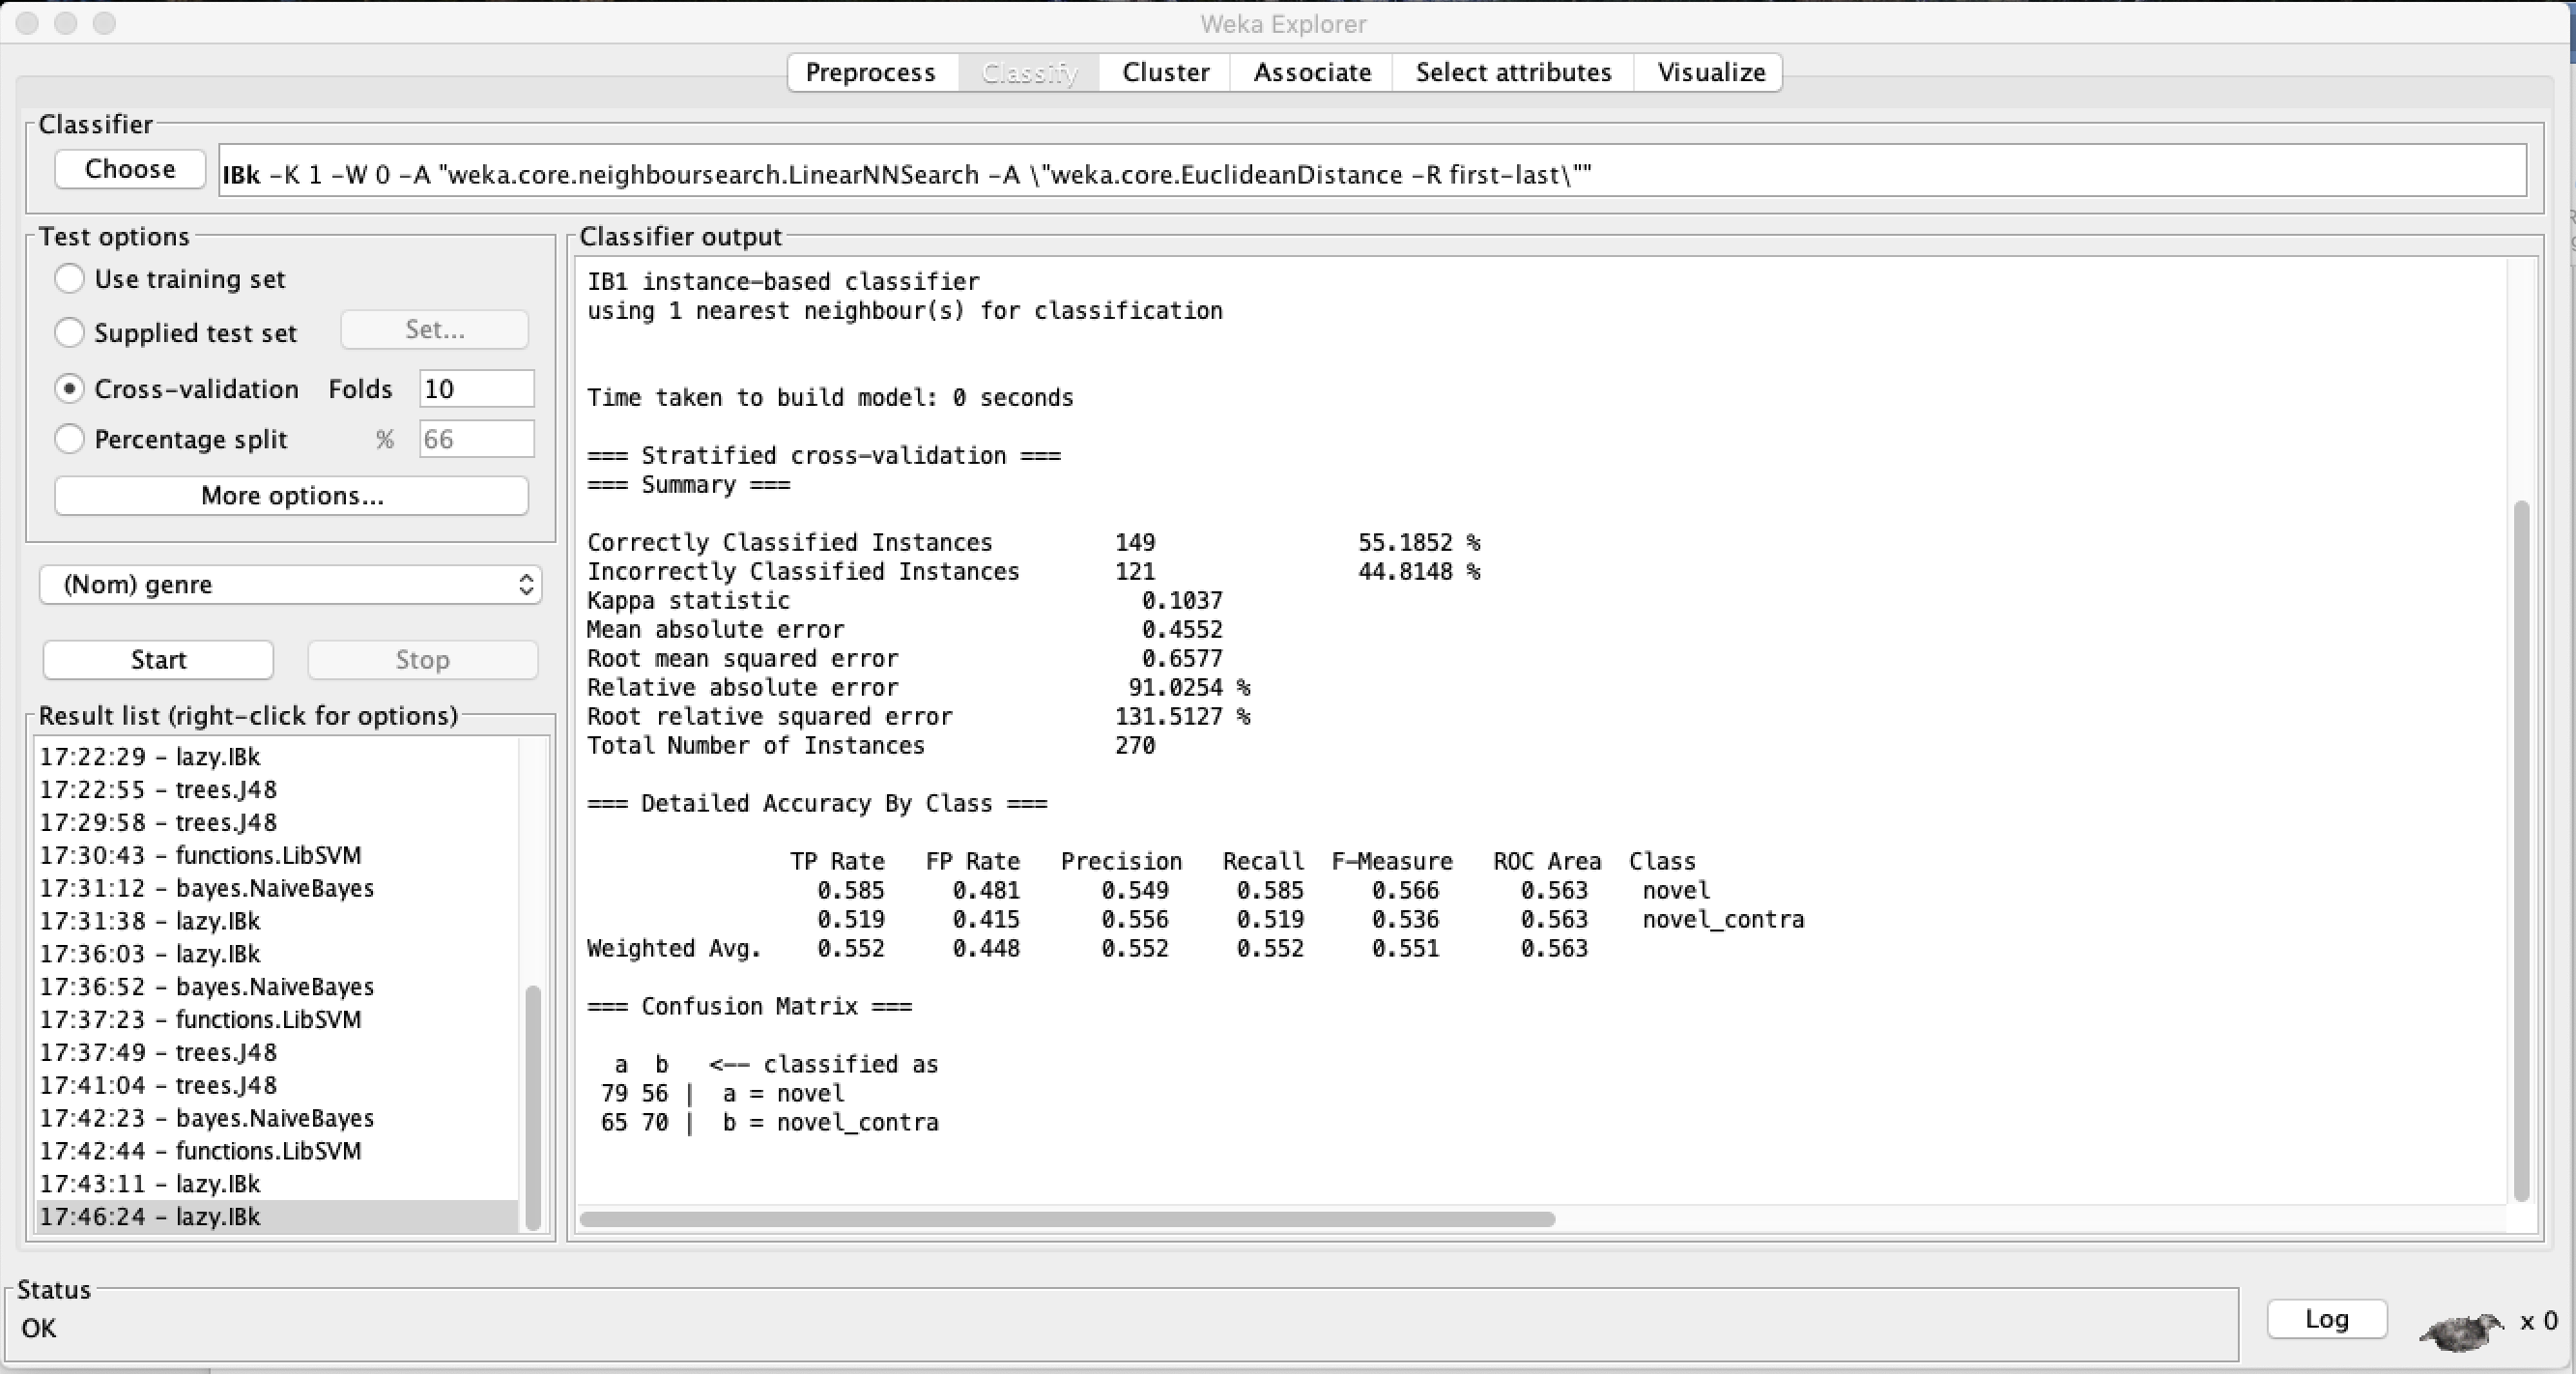 Weka Explorer
Preprocess Classify Cluster Associate Select attributes Visualize
Classifier
Choose IBk -K 1 -W 0 -A "weka.core.neighboursearch.LinearNNSearch -A \"weka.core.EuclideanDistance -R first-last\""
Test options
Use training set
Supplied test set Set...
Cross-validation Folds 10
Percentage split % 66
More options...
(Nom) genre
Start Stop
Result list (right-click for options)
17:22:29 - lazy.IBk
17:22:55 - trees.J48
17:29:58 - trees.J48
17:30:43 - functions.LibSVM
17:31:12 - bayes.NaiveBayes
17:31:38 - lazy.IBk
17:36:03 - lazy.IBk
17:36:52 - bayes.NaiveBayes
17:37:23 - functions.LibSVM
17:37:49 - trees.J48
17:41:04 - trees.J48
17:42:23 - bayes.NaiveBayes
17:42:44 - functions.LibSVM
17:43:11 - lazy.IBk
17:46:24 - lazy.IBk
Classifier output
IB1 instance-based classifier
using 1 nearest neighbour(s) for classification
Time taken to build model: 0 seconds
=== Stratified cross-validation ===
=== Summary ===
Correctly Classified Instances 149 55.1852 %
Incorrectly Classified Instances 121 44.8148 %
Kappa statistic 0.1037
Mean absolute error 0.4552
Root mean squared error 0.6577
Relative absolute error 91.0254 %
Root relative squared error 131.5127 %
Total Number of Instances 270
=== Detailed Accuracy By Class ===
TP Rate FP Rate Precision Recall F-Measure ROC Area Class
0.585 0.481 0.549 0.585 0.566 0.563 novel
0.519 0.415 0.556 0.519 0.536 0.563 novel_contra
Weighted Avg. 0.552 0.448 0.552 0.552 0.551 0.563
=== Confusion Matrix ===
a b <-- classified as
79 56 | a = novel
65 70 | b = novel_contra
Status
OK
Log x 0